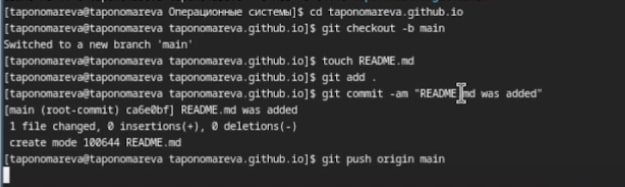 [taponomareva@taponomareva Операционные системы]$ cd taponomareva.github.io
[taponomareva@taponomareva taponomareva.github.io]$ git checkout -b main
Switched to a new branch 'main'
[taponomareva@taponomareva taponomareva.github.io]$ touch README.md
[taponomareva@taponomareva taponomareva.github.io]$ git add .
[taponomareva@taponomareva taponomareva.github.io]$ git commit -am "README.md was added"
[main (root-commit) ca6e0bf] README.md was added
1 file changed, 0 insertions(+), 0 deletions(-)
create mode 100644 README.md
[taponomareva@taponomareva taponomareva.github.io]$ git push origin main